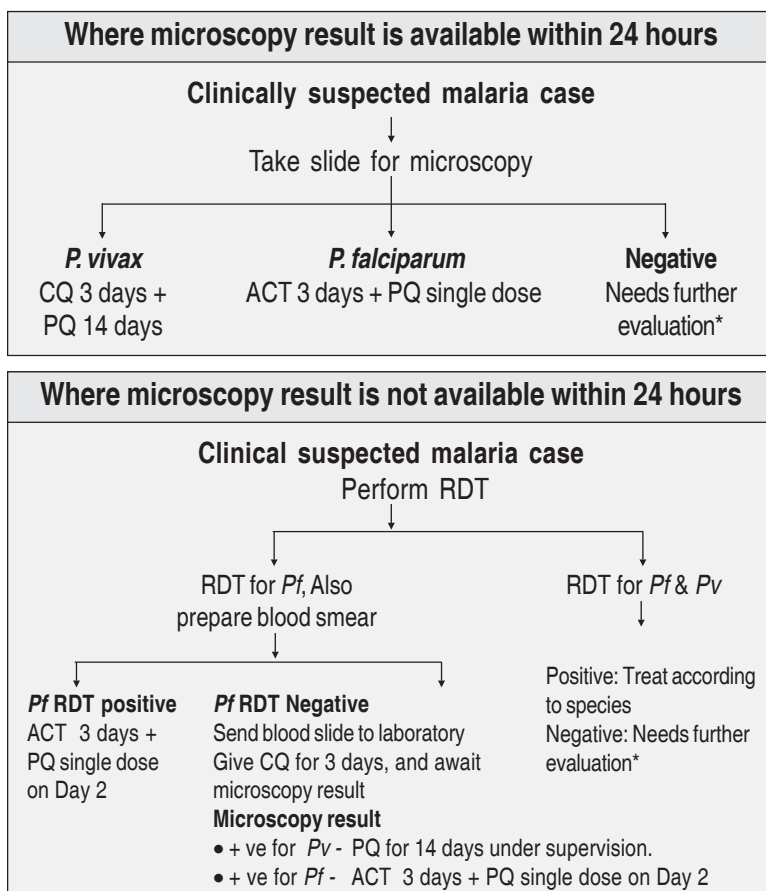 Where microscopy result is available within 24 hours
Clinically suspected malaria case
Take slide for microscopy
P. vivax
CQ 3 days +
PQ 14 days
P. falciparum
ACT 3 days + PQ single dose
Negative
Needs further
evaluation*
Where microscopy result is not available within 24 hours
Clinical suspected malaria case
Perform RDT
RDT for Pf, Also
prepare blood smear
RDT for Pf & Pv
Pf RDT positive
ACT 3 days +
PQ single dose
on Day 2
Pf RDT Negative
Send blood slide to laboratory
Give CQ for 3 days, and await
microscopy result
Microscopy result
• + ve for Pv - PQ for 14 days under supervision.
• + ve for Pf - ACT 3 days + PQ single dose on Day 2
Positive: Treat according
to species
Negative: Needs further
evaluation*